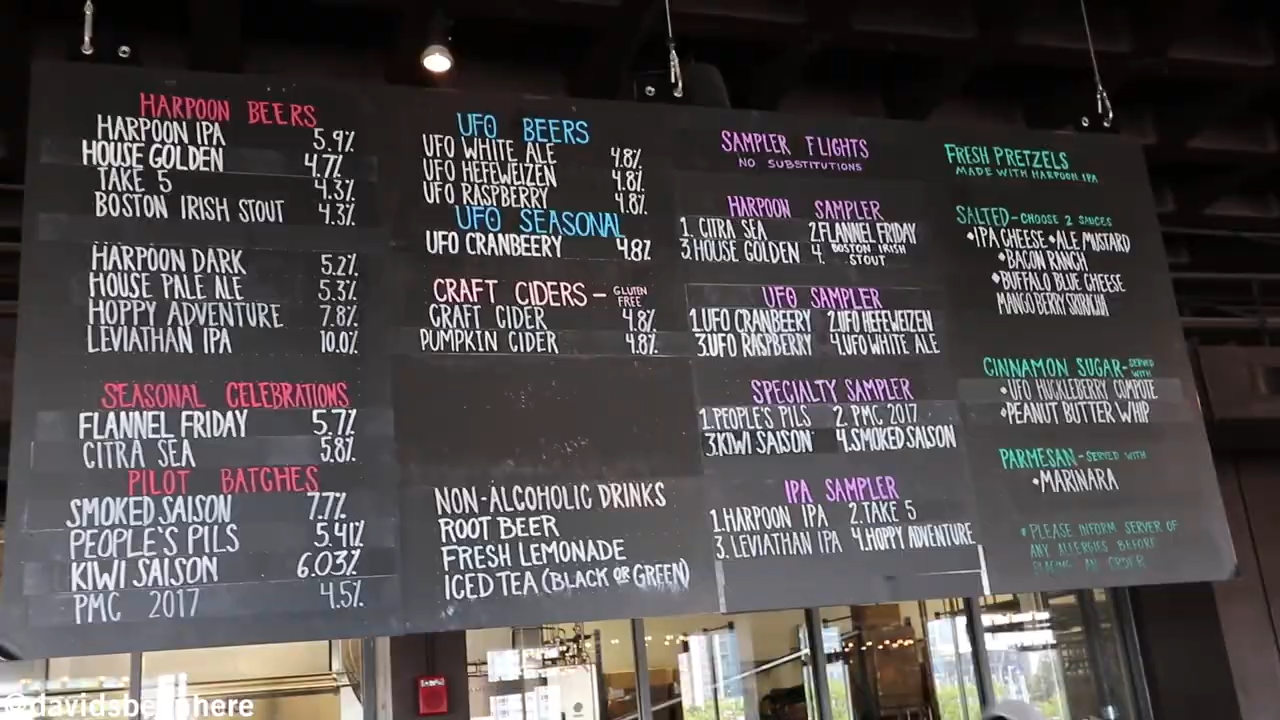 HARPOON BEERS
HARPOON IPA 5.9%
HOUSE GOLDEN 4.7%
TAKE 5 4.3%
BOSTON IRISH STOUT 4.3%
HARPOON DARK 5.2%
HOUSE PALE ALE 5.3%
HOPPY ADVENTURE 7.8%
LEVIATHAN IPA 10.0%
SEASONAL CELEBRATIONS
FLANNEL FRIDAY 5.7%
CITRA SEA 5.8%
PILOT BATCHES
SMOKED SAISON 7.7%
PEOPLE'S PILS 5.41%
KIWI SAISON 6.03%
PMC 2017 4.5%
UFO BEERS
UFO WHITE ALE 4.8%
UFO HEFEWEIZEN 4.8%
UFO RASPBERRY 4.8%
UFO SEASONAL
UFO CRANBEERY 4.8%
CRAFT CIDERS - GLUTEN FREE
CRAFT CIDER 4.8%
PUMPKIN CIDER 4.8%
NON-ALCOHOLIC DRINKS
ROOT BEER
FRESH LEMONADE
ICED TEA (BLACK OR GREEN)
SAMPLER FLIGHTS
NO SUBSTITUTIONS
HARPOON SAMPLER
1. CITRA SEA 2. FLANNEL FRIDAY
3. HOUSE GOLDEN 4. BOSTON IRISH STOUT
UFO SAMPLER
1. UFO CRANBEERY 2. UFO HEFEWEIZEN
3. UFO RASPBERRY 4. UFO WHITE ALE
SPECIALTY SAMPLER
1. PEOPLE'S PILS 2. PMC 2017
3. KIWI SAISON 4. SMOKED SAISON
IPA SAMPLER
1. HARPOON IPA 2. TAKE 5
3. LEVIATHAN IPA 4. HOPPY ADVENTURE
FRESH PRETZELS
MADE WITH HARPOON IPA
SALTED - CHOOSE 2 SAUCES
•IPA CHEESE •ALE MUSTARD
•BACON RANCH
•BUFFALO BLUE CHEESE
MANGO BERRY SRIRACHA
CINNAMON SUGAR - SERVED WITH
•UFO HUCKLEBERRY COMPOTE
•PEANUT BUTTER WHIP
PARMESAN - SERVED WITH
•MARINARA
*PLEASE INFORM SERVER OF
ANY ALLERGIES BEFORE
PLACING AN ORDER